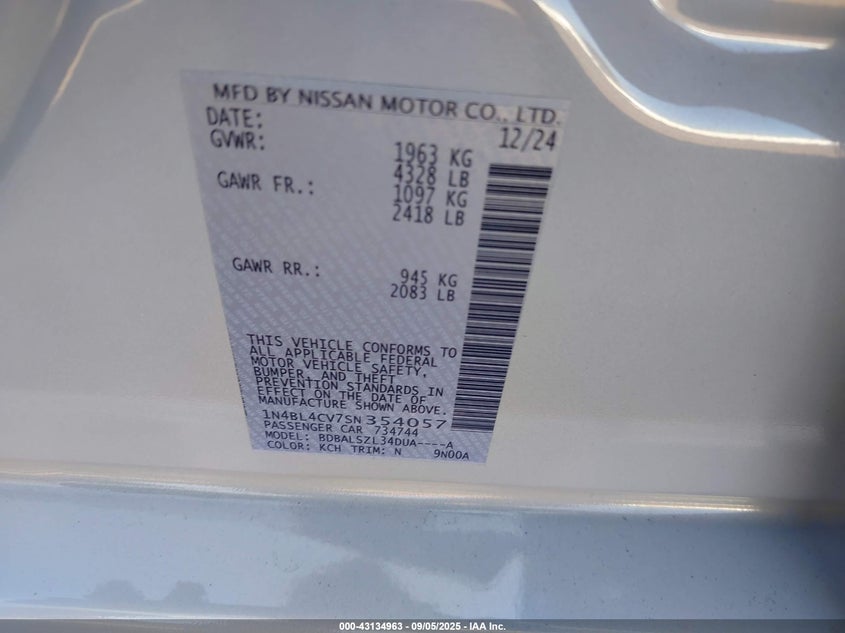 MFD BY NISSAN MOTOR CO., LTD.
DATE: 12/24
GVWR: 1963 KG
4328 LB
GAWR FR.: 1097 KG
2418 LB
GAWR RR.: 945 KG
2083 LB
THIS VEHICLE CONFORMS TO
ALL APPLICABLE FEDERAL
MOTOR VEHICLE SAFETY,
BUMPER, AND THEFT
PREVENTION STANDARDS IN
EFFECT ON THE DATE OF
MANUFACTURE SHOWN ABOVE.
1N4BL4CV7SN354057
PASSENGER CAR 734744
MODEL: BDBALSZL34DUA----A
COLOR: KCH TRIM: N 9N00A
000-43134963 - 09/05/2025 - IAA Inc.